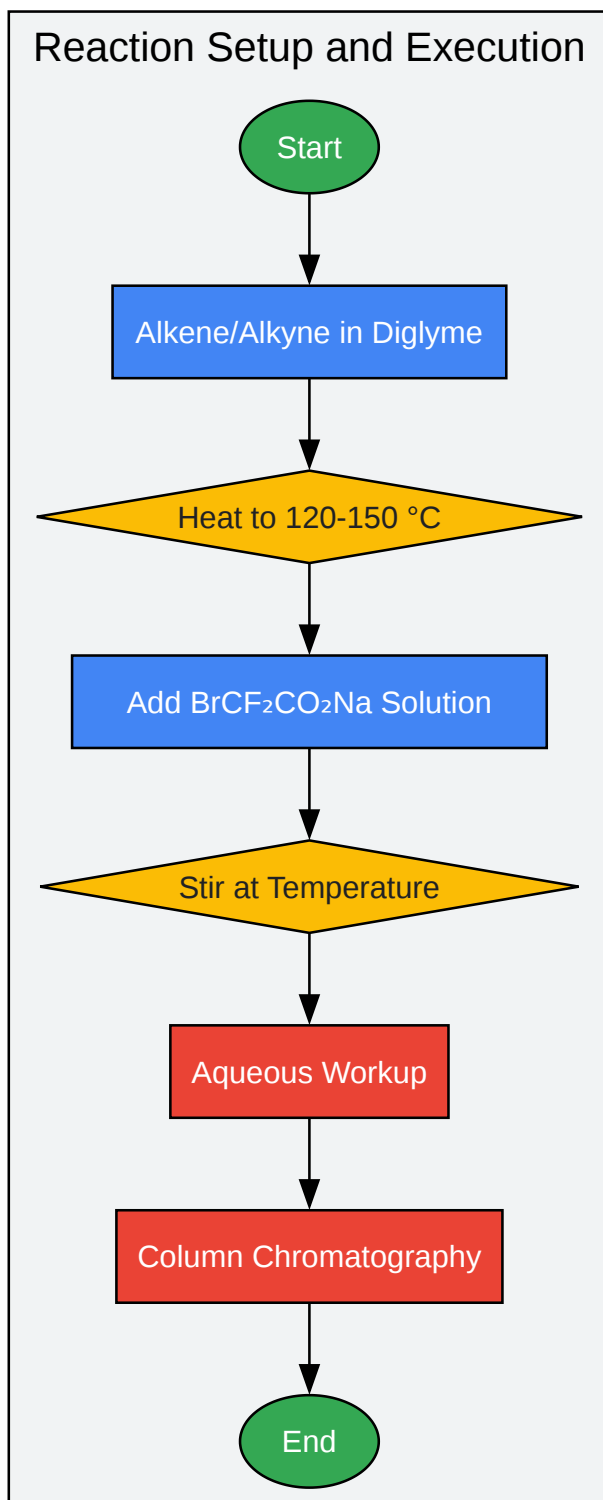 Reaction Setup and Execution
Start
Alkene/Alkyne in Diglyme
Heat to 120-150 °C
Add BrCF₂CO₂Na Solution
Stir at Temperature
Aqueous Workup
Column Chromatography
End